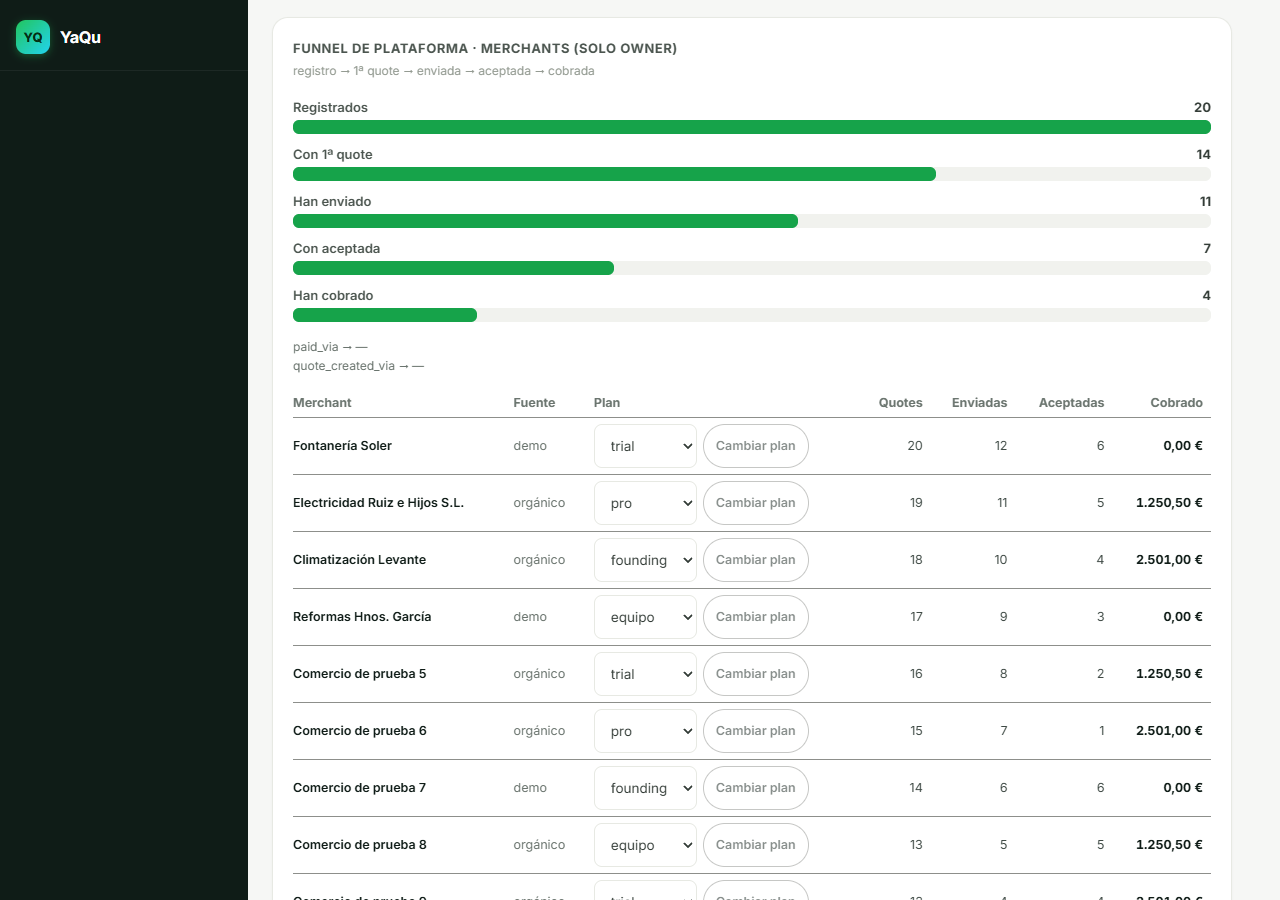 YQ YaQu
FUNNEL DE PLATAFORMA · MERCHANTS (SOLO OWNER)
registro → 1ª quote → enviada → aceptada → cobrada
Registrados 20
Con 1ª quote 14
Han enviado 11
Con aceptada 7
Han cobrado 4
paid_via → —
quote_created_via → —
Merchant Fuente Plan Quotes Enviadas Aceptadas Cobrado
Fontanería Soler demo trial Cambiar plan 20 12 6 0,00 €
Electricidad Ruiz e Hijos S.L. orgánico pro Cambiar plan 19 11 5 1.250,50 €
Climatización Levante orgánico founding Cambiar plan 18 10 4 2.501,00 €
Reformas Hnos. García demo equipo Cambiar plan 17 9 3 0,00 €
Comercio de prueba 5 orgánico trial Cambiar plan 16 8 2 1.250,50 €
Comercio de prueba 6 orgánico pro Cambiar plan 15 7 1 2.501,00 €
Comercio de prueba 7 demo founding Cambiar plan 14 6 6 0,00 €
Comercio de prueba 8 orgánico equipo Cambiar plan 13 5 5 1.250,50 €